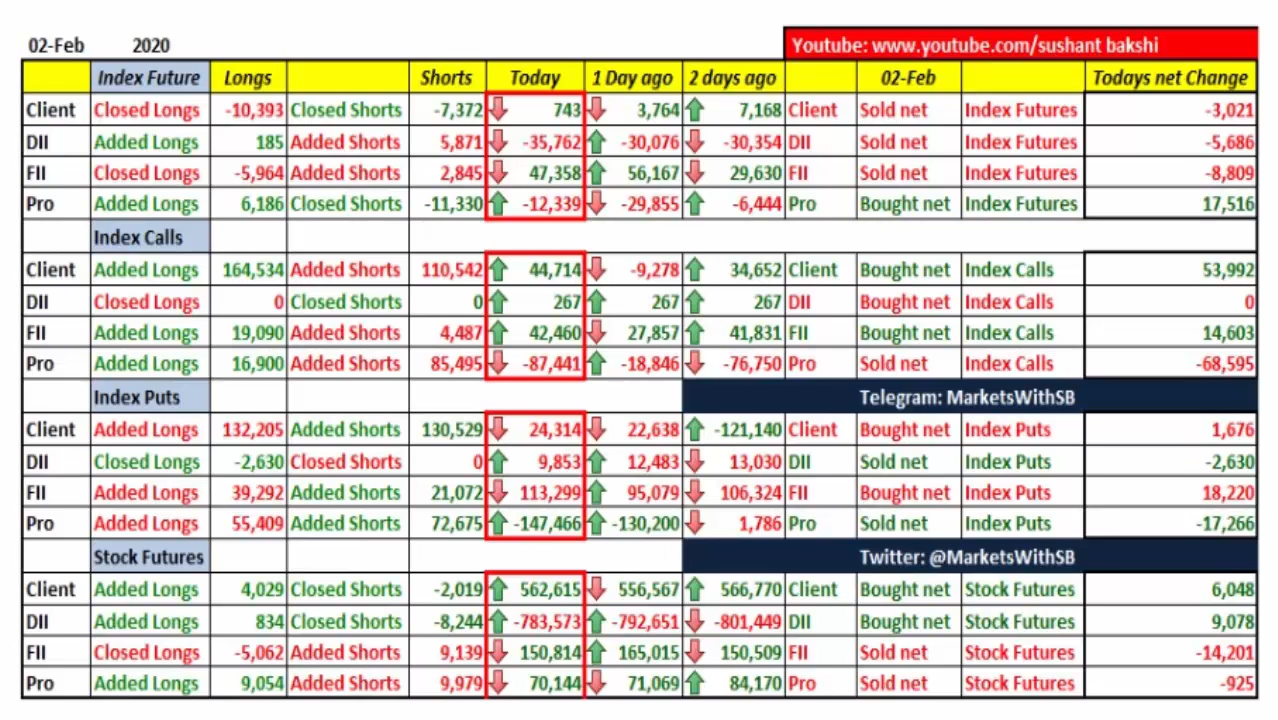 02-Feb 2020 Youtube: www.youtube.com/sushant bakshi
Index Future Longs Shorts Today 1 Day ago 2 days ago 02-Feb Todays net Change
Client Closed Longs -10,393 Closed Shorts -7,372 743 3,764 7,168 Client Sold net Index Futures -3,021
DII Added Longs 185 Added Shorts 5,871 -35,762 -30,076 -30,354 DII Sold net Index Futures -5,686
FII Closed Longs -5,964 Added Shorts 2,845 47,358 56,167 29,630 FII Sold net Index Futures -8,809
Pro Added Longs 6,186 Closed Shorts -11,330 -12,339 -29,855 -6,444 Pro Bought net Index Futures 17,516
Index Calls
Client Added Longs 164,534 Added Shorts 110,542 44,714 -9,278 34,652 Client Bought net Index Calls 53,992
DII Closed Longs 0 Closed Shorts 0 267 267 267 DII Bought net Index Calls 0
FII Added Longs 19,090 Added Shorts 4,487 42,460 27,857 41,831 FII Bought net Index Calls 14,603
Pro Added Longs 16,900 Added Shorts 85,495 -87,441 -18,846 -76,750 Pro Sold net Index Calls -68,595
Index Puts Telegram: MarketsWithSB
Client Added Longs 132,205 Added Shorts 130,529 24,314 22,638 -121,140 Client Bought net Index Puts 1,676
DII Closed Longs -2,630 Closed Shorts 0 9,853 12,483 13,030 DII Sold net Index Puts -2,630
FII Added Longs 39,292 Added Shorts 21,072 113,299 95,079 106,324 FII Bought net Index Puts 18,220
Pro Added Longs 55,409 Added Shorts 72,675 -147,466 -130,200 1,786 Pro Sold net Index Puts -17,266
Stock Futures Twitter: @MarketsWithSB
Client Added Longs 4,029 Closed Shorts -2,019 562,615 556,567 566,770 Client Bought net Stock Futures 6,048
DII Added Longs 834 Closed Shorts -8,244 -783,573 -792,651 -801,449 DII Bought net Stock Futures 9,078
FII Closed Longs -5,062 Added Shorts 9,139 150,814 165,015 150,509 FII Sold net Stock Futures -14,201
Pro Added Longs 9,054 Added Shorts 9,979 70,144 71,069 84,170 Pro Sold net Stock Futures -925